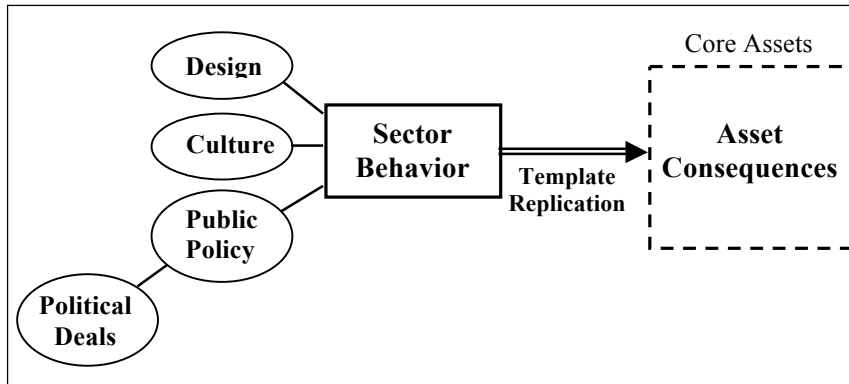 Design
Culture
Public
Policy
Political
Deals
Sector
Behavior
Template
Replication
Core Assets
Asset
Consequences